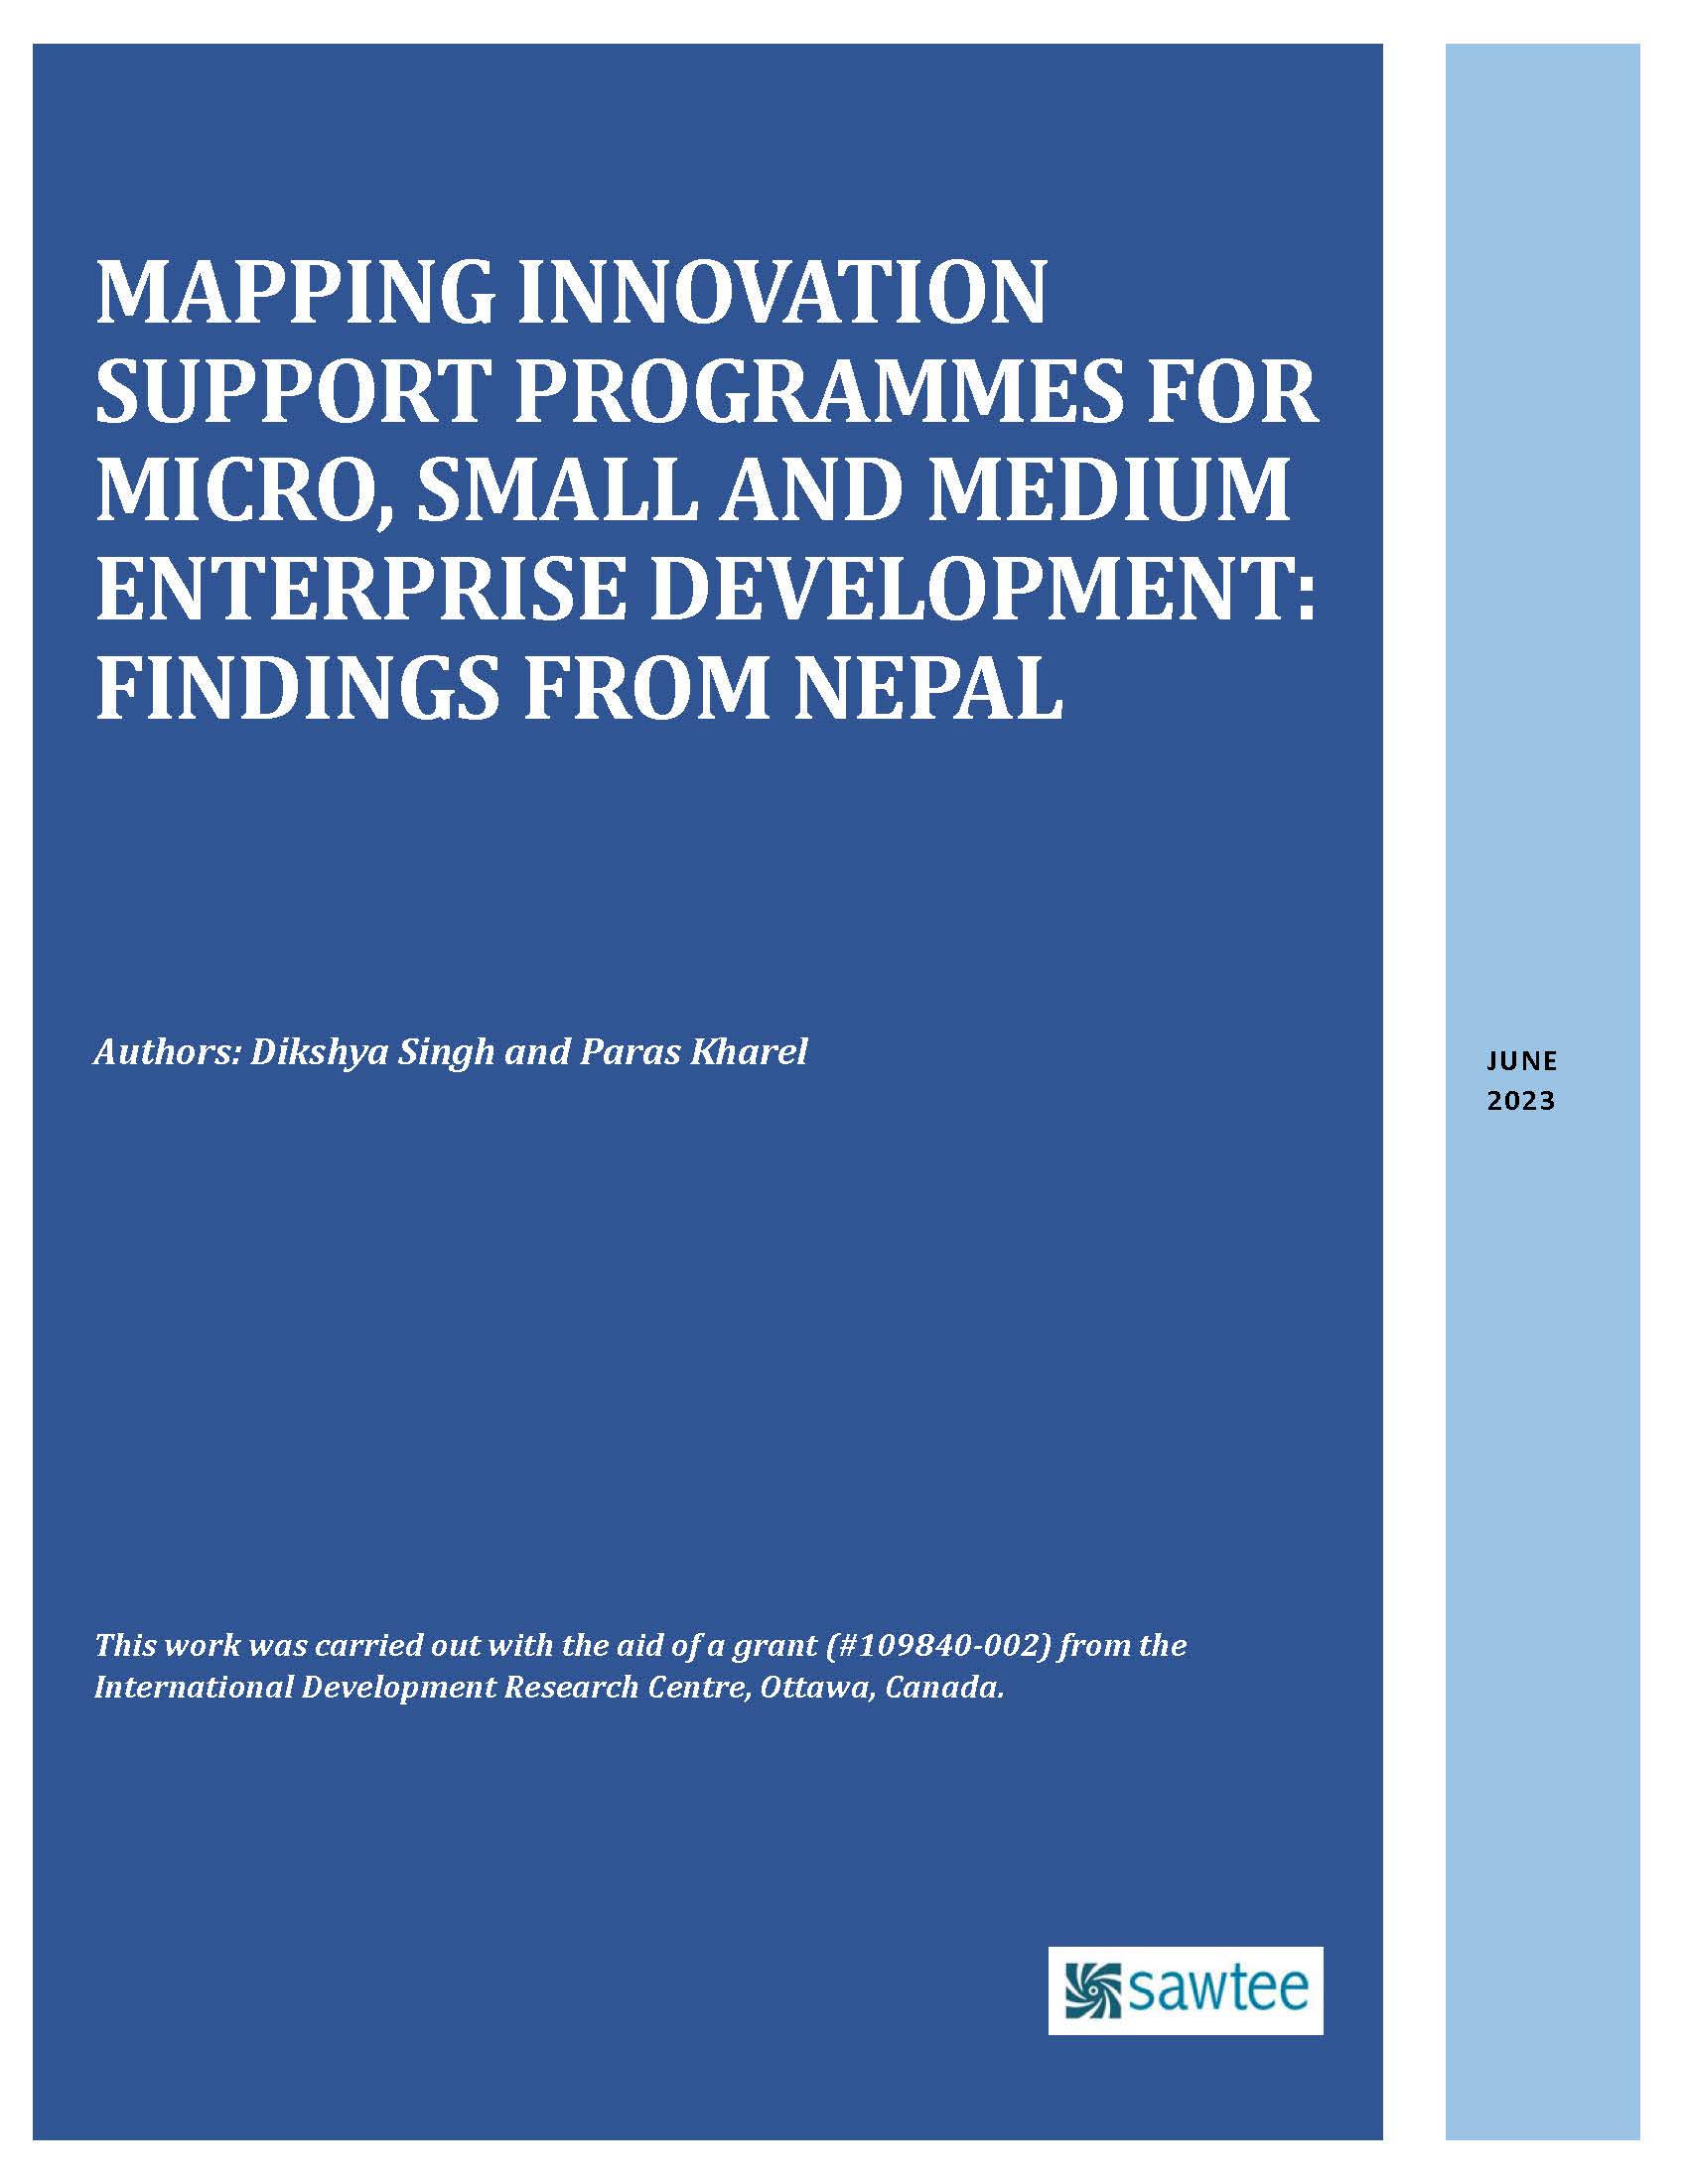 MAPPING INNOVATION
SUPPORT PROGRAMMES FOR
MICRO, SMALL AND MEDIUM
ENTERPRISE DEVELOPMENT:
FINDINGS FROM NEPAL
Authors: Dikshya Singh and Paras Kharel
JUNE
2023
This work was carried out with the aid of a grant (#109840-002) from the
International Development Research Centre, Ottawa, Canada.
sawtee